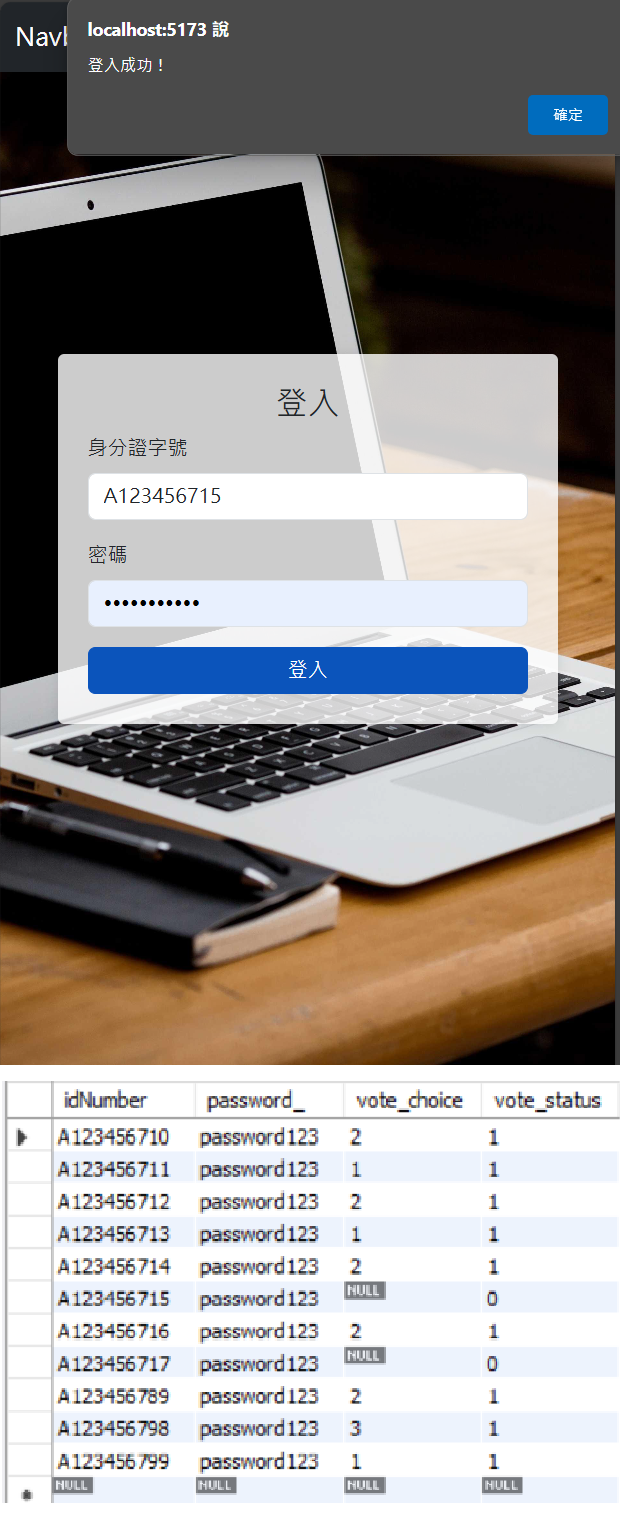 Navb
localhost:5173 說
登入成功！
確定
登入
身分證字號
A123456715
密碼
•••••••••••
登入
idNumber password_ vote_choice vote_status
A123456710 password123 2 1
A123456711 password123 1 1
A123456712 password123 2 1
A123456713 password123 1 1
A123456714 password123 2 1
A123456715 password123 NULL 0
A123456716 password123 2 1
A123456717 password123 NULL 0
A123456789 password123 2 1
A123456798 password123 3 1
A123456799 password123 1 1
NULL NULL NULL NULL